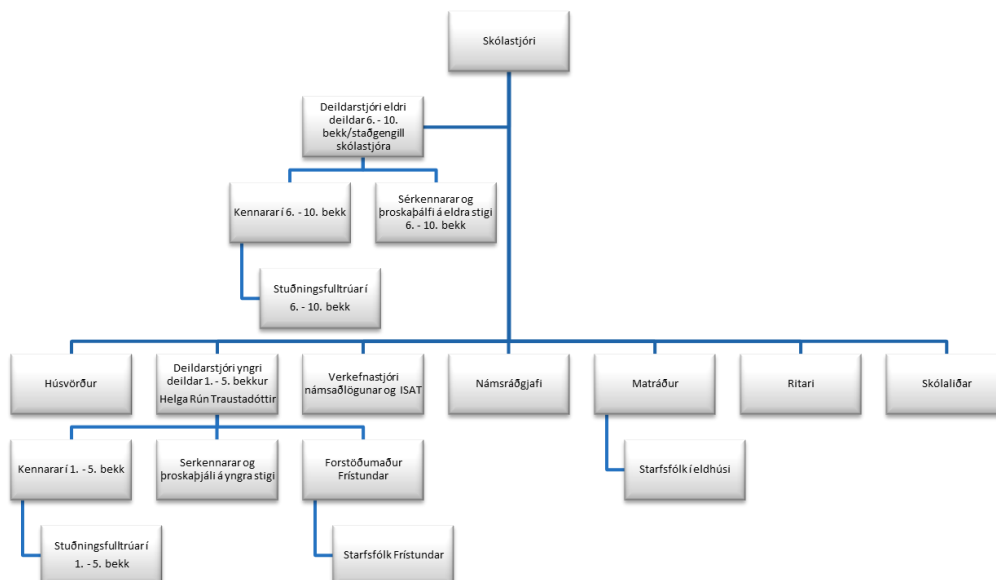 Skólastjóri
Deildarstjóri eldri
deildar 6. - 10.
bekk/staðgengill
skólastjóra
Kennarar í 6. - 10. bekk
Sérkennarar og
þroskaþálfi á eldra stigi
6. - 10. bekk
Stuðningsfulltrúar í
6. - 10. bekk
Húsvörður
Deildarstjóri yngri
deildar 1. - 5. bekkur
Helga Rún Traustadóttir
Verkefnastjóri
námsaðlögunar og ISAT
Námsráðgjafi
Matráður
Ritari
Skólaliðar
Kennarar í 1. - 5. bekk
Serkennarar og
þroskaþjáli á yngra stigi
Forstöðumaður
Frístundar
Starfsfólk í eldhúsi
Stuðningsfulltrúar í
1. - 5. bekk
Starfsfólk Frístundar